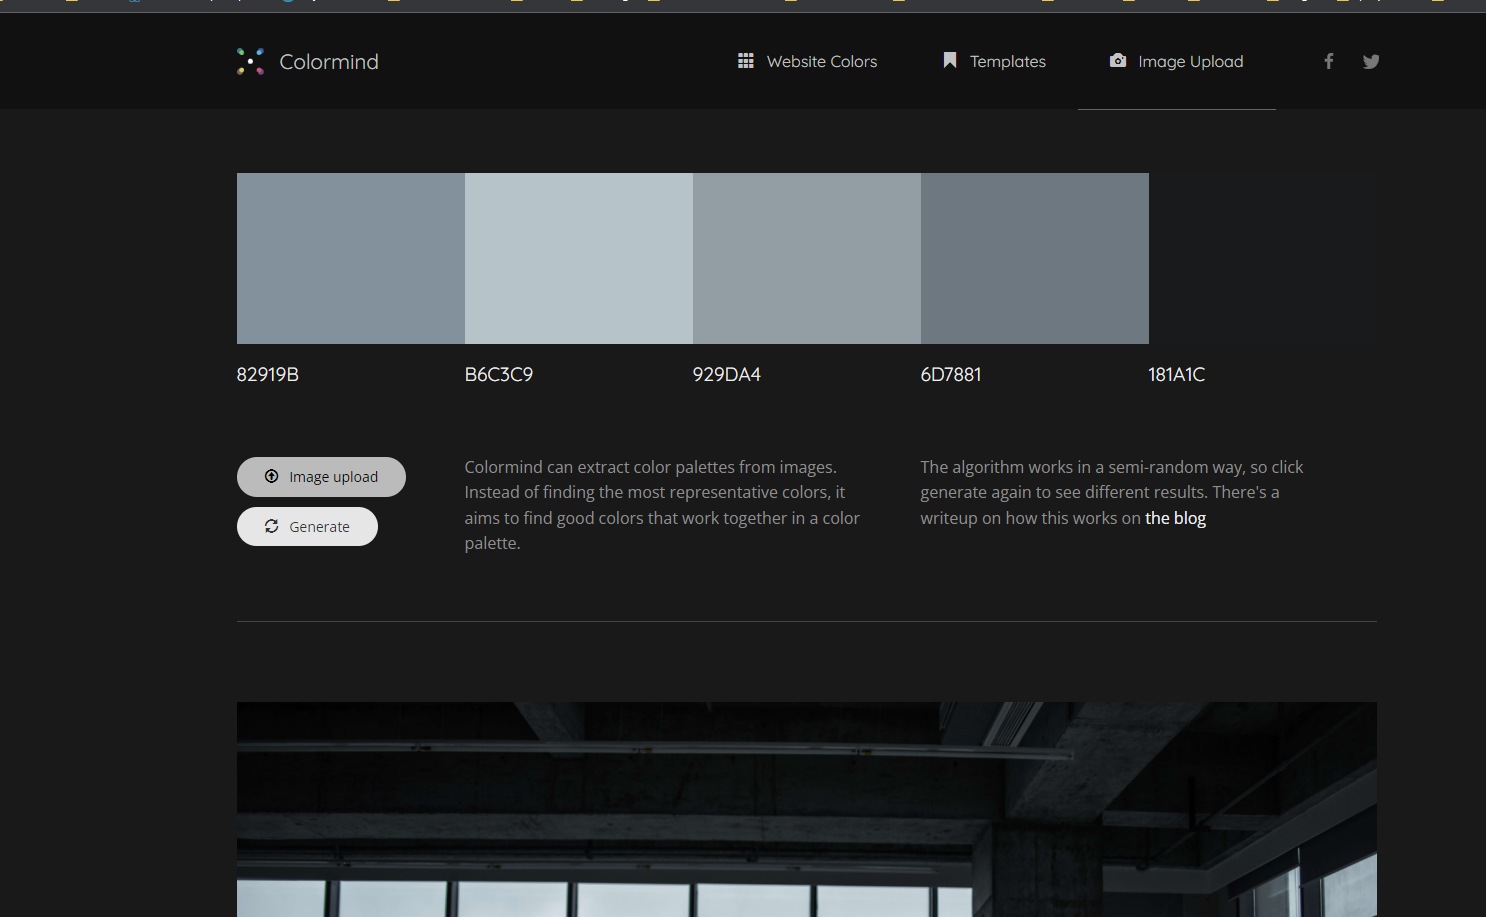 Colormind
Website Colors
Templates
Image Upload
82919B
B6C3C9
929DA4
6D7881
181A1C
Image upload
Generate
Colormind can extract color palettes from images.
Instead of finding the most representative colors, it
aims to find good colors that work together in a color
palette.
The algorithm works in a semi-random way, so click
generate again to see different results. There's a
writeup on how this works on the blog